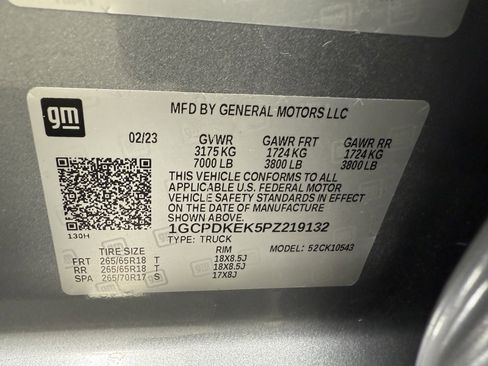 gm
MFD BY GENERAL MOTORS LLC
02/23 GVWR GAWR FRT GAWR RR
3175 KG 1724 KG 1724 KG
7000 LB 3800 LB 3800 LB
THIS VEHICLE CONFORMS TO ALL
APPLICABLE U.S. FEDERAL MOTOR
VEHICLE SAFETY STANDARDS IN EFFECT
ON THE DATE OF MANUFACTURE
SHOWN ABOVE.
1GCPDKEK5PZ219132
TYPE: TRUCK MODEL: 52CK10543
130H
TIRE SIZE RIM
FRT 265/65R18 T 18X8.5J
RR 265/65R18 T 18X8.5J
SPA 265/70R17 S 17X8J